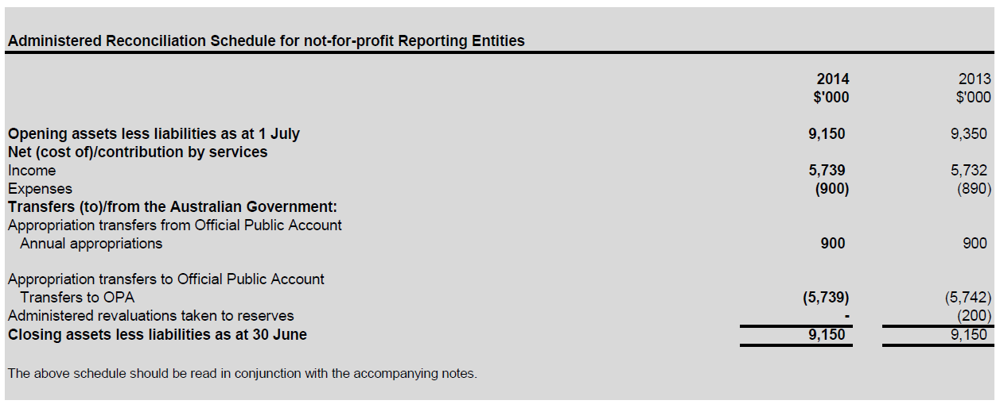 Administered Reconciliation Schedule for not-for-profit Reporting Entities
2014 2013
$'000 $'000
Opening assets less liabilities as at 1 July 9,150 9,350
Net (cost of)/contribution by services
Income 5,739 5,732
Expenses (900) (890)
Transfers (to)/from the Australian Government:
Appropriation transfers from Official Public Account
Annual appropriations 900 900
Appropriation transfers to Official Public Account
Transfers to OPA (5,739) (5,742)
Administered revaluations taken to reserves - (200)
Closing assets less liabilities as at 30 June 9,150 9,150
The above schedule should be read in conjunction with the accompanying notes.